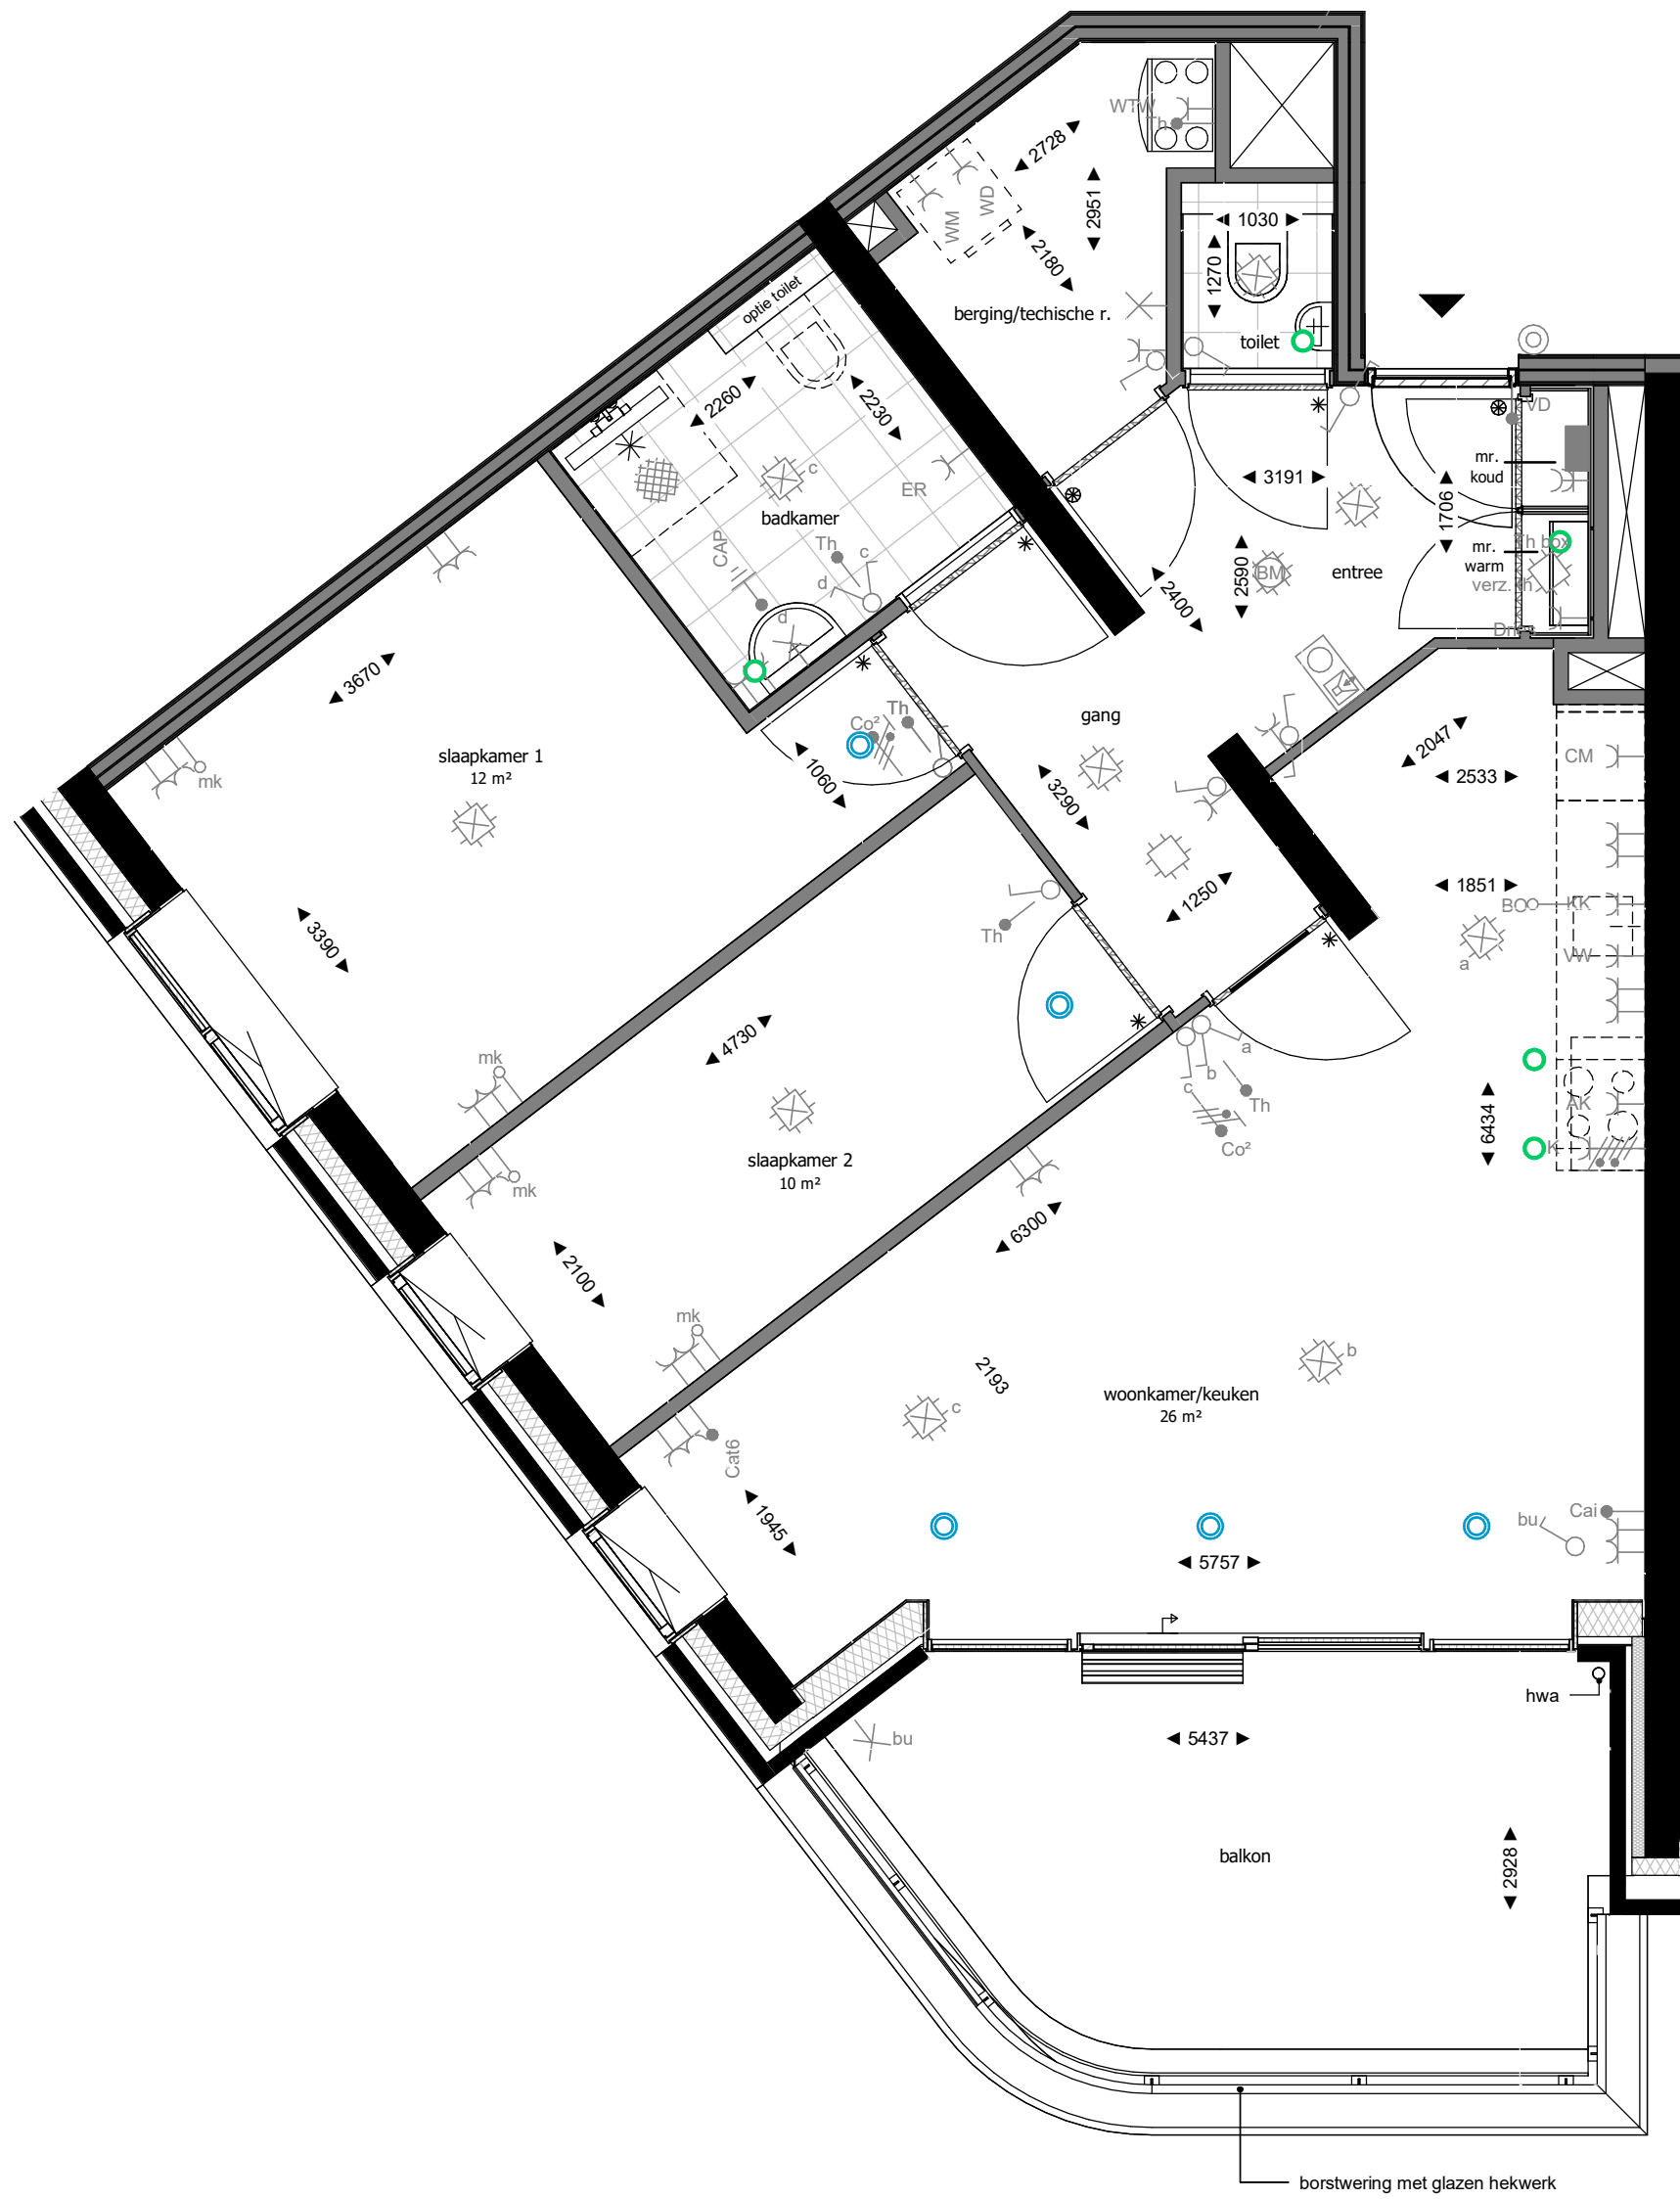 WTW
Th
2728
2951
WM
WD
2180
1030
1270
berging/techische r.
toilet
optie toilet
2260
2230
c
ER
badkamer
CAP
Th
c
d
d
3191
VD
mr.
koud
1706
mr.
warm
Th box
verz.
2590
BM
entree
2400
3670
mk
slaapkamer 1
12 m²
Co²
Th
1060
gang
3290
1250
2047
2533
CM
1851
BO
KK
VW
a
3390
Th
4730
mk
a
b
c
Th
Co²
AK
K
6434
slaapkamer 2
10 m²
mk
6300
2100
mk
2193
c
b
woonkamer/keuken
26 m²
Cat6
1945
Cai
bu
5757
hwa
bu
5437
balkon
2928
borstwering met glazen hekwerk